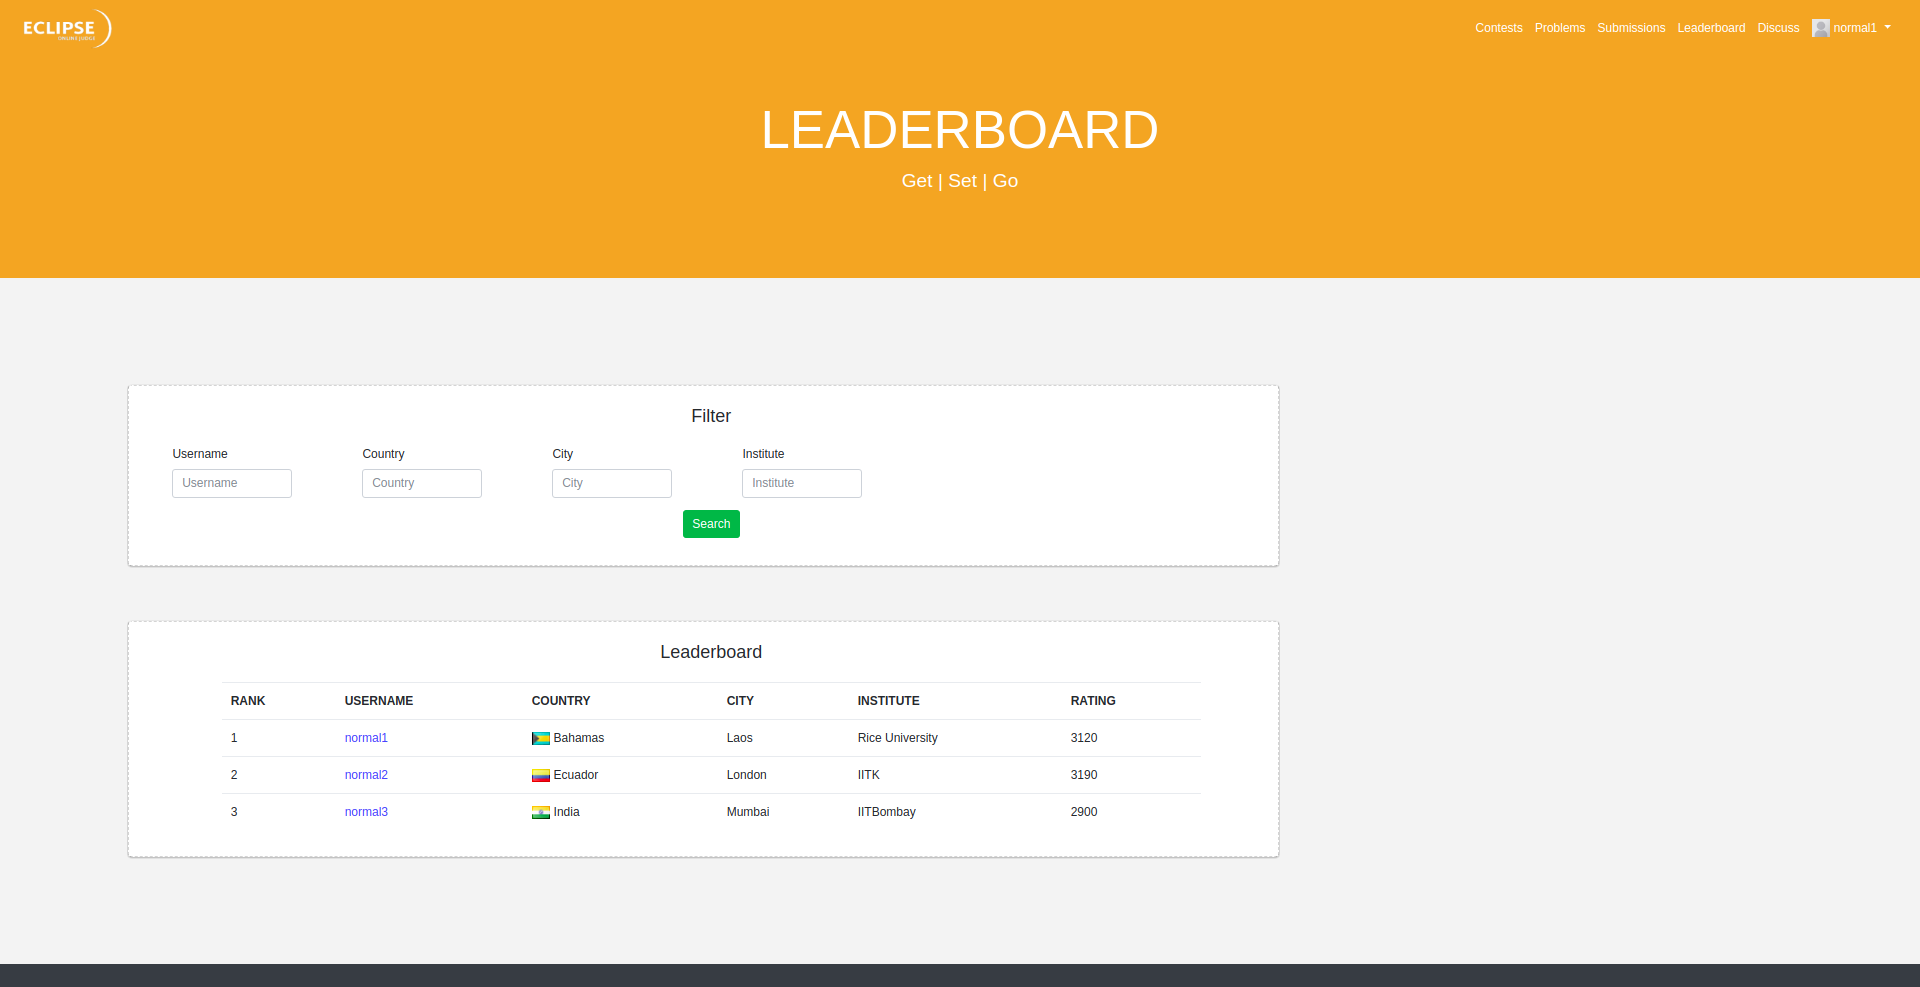 ECLIPSE
Contests Problems Submissions Leaderboard Discuss normal1
LEADERBOARD
Get | Set | Go
Filter
Username Country City Institute
Username Country City Institute
Search
Leaderboard
RANK USERNAME COUNTRY CITY INSTITUTE RATING
1 normal1 Bahamas Laos Rice University 3120
2 normal2 Ecuador London IITK 3190
3 normal3 India Mumbai IITBombay 2900